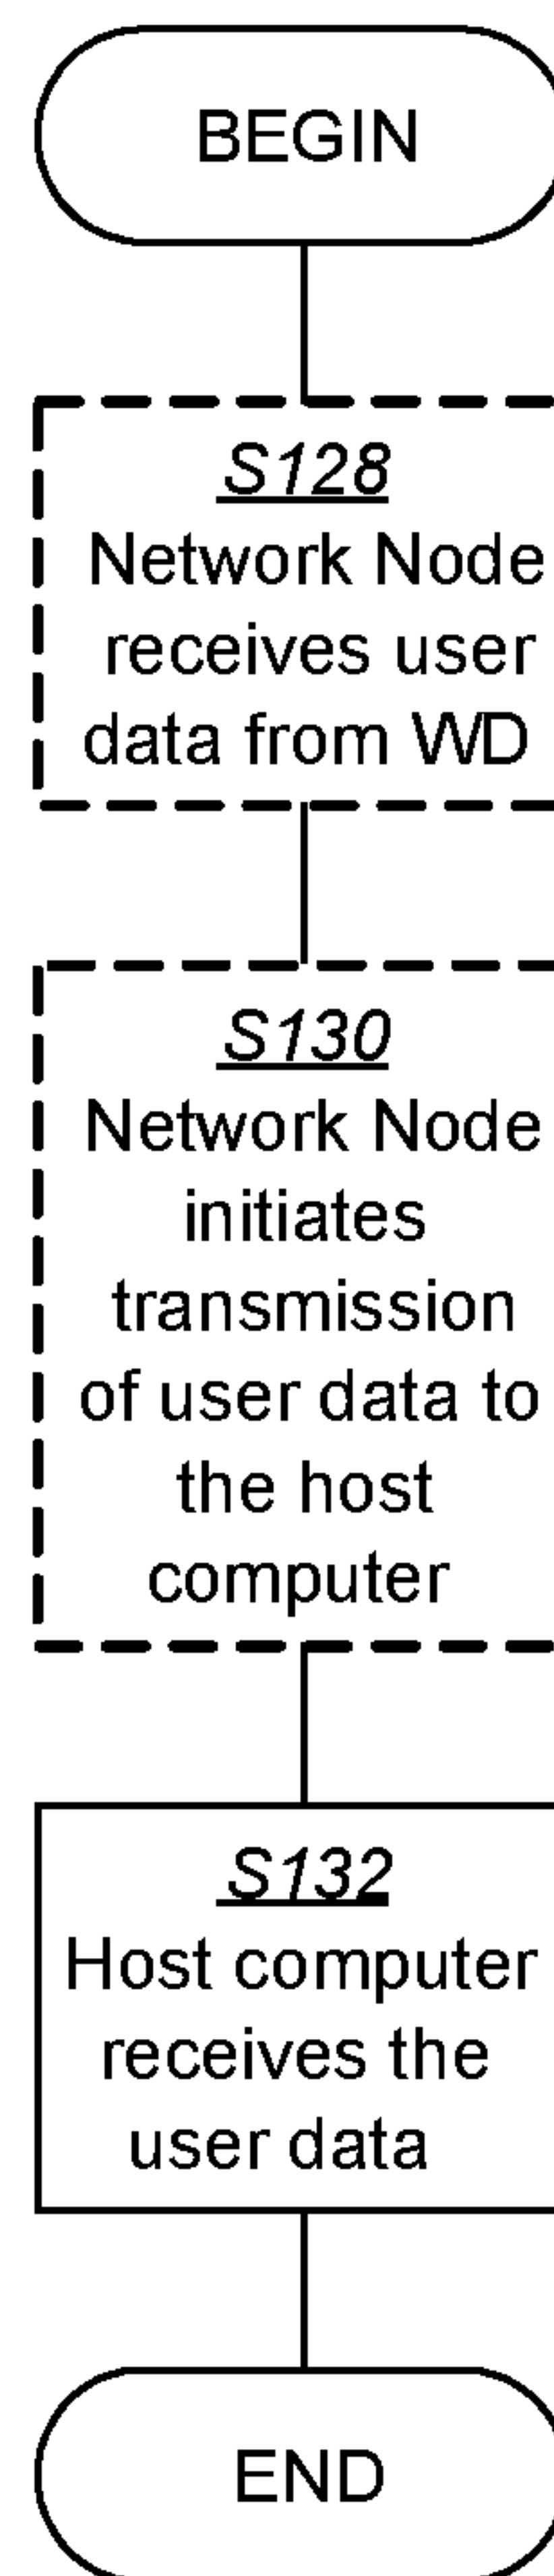 BEGIN
S128
Network Node
receives user
data from WD
S130
Network Node
initiates
transmission
of user data to
the host
computer
S132
Host computer
receives the
user data
END